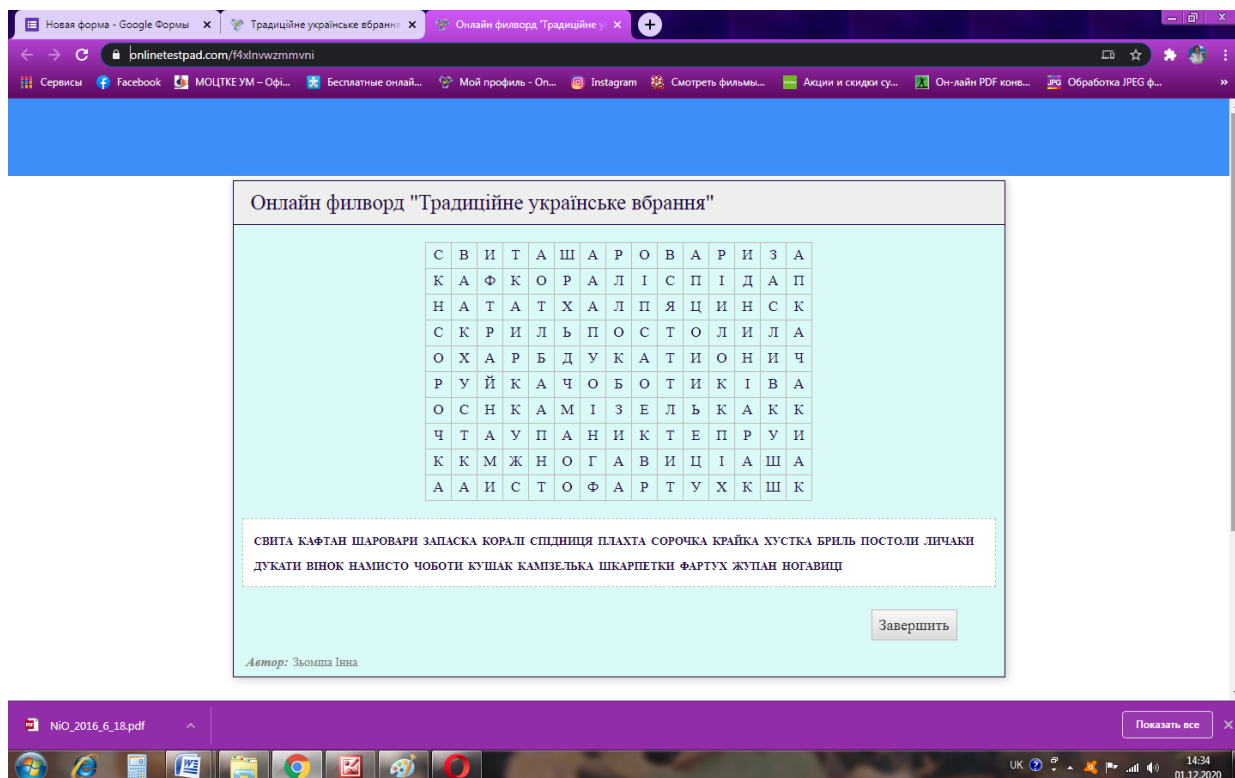 Новая форма - Google Формы
Традиційне українське вбрання
Онлайн филворд "Традиційне у
onlinetestpad.com/f4xlnvwzmmvni
Сервисы Facebook МОЦТКЕ УМ – Офі... Бесплатные онлай... Мой профиль - On... Instagram Смотреть фильмы... Акции и скидки су... Он-лайн PDF конв... JPG Обработка JPEG ф... »
Онлайн филворд "Традиційне українське вбрання"
С В И Т А Ш А Р О В А Р И З А
К А Ф К О Р А Л І С П І Д А П
Н А Т А Т Х А Л П Я Ц И Н С К
С К Р И Л Ь П О С Т О Л И Л А
О Х А Р Б Д У К А Т И О Н И Ч
Р У Й К А Ч О Б О Т И К І В А
О С Н К А М І З Е Л Ь К А К К
Ч Т А У П А Н И К Т Е П Р У И
К К М Ж Н О Г А В И Ц І А Ш А
А А И С Т О Ф А Р Т У Х К Ш К
СВИТА КАФТАН ШАРОВАРИ ЗАПАСКА КОРАЛІ СПІДНИЦЯ ПЛАХТА СОРОЧКА КРАЙКА ХУСТКА БРИЛЬ ПОСТОЛИ ЛИЧАКИ
ДУКАТИ ВІНОК НАМИСТО ЧОБОТИ КУШАК КАМІЗЕЛЬКА ШКАРПЕТКИ ФАРТУХ ЖУПАН НОГАВИЦІ
Завершить
Автор: Зьомша Інна
NiO_2016_6_18.pdf
Показать все
UK
14:34
01.12.2020